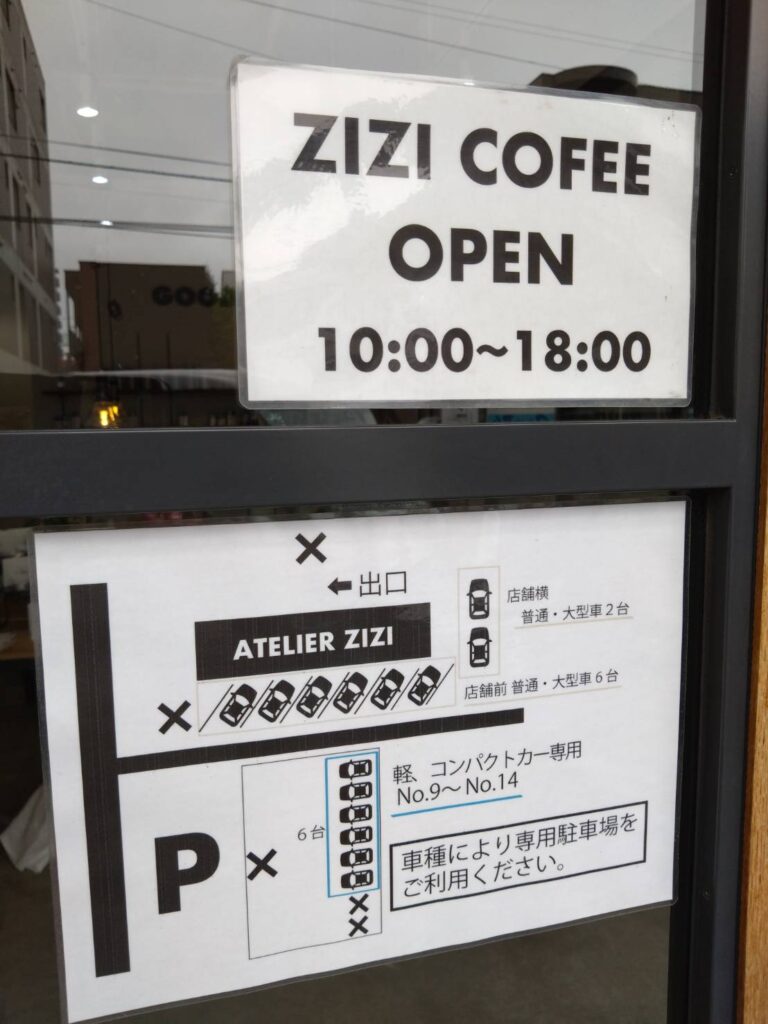 ZIZI COFEE
OPEN
10:00~18:00
GOG
×
← 出口
ATELIER ZIZI
店舗横
普通・大型車2台
店舗前 普通・大型車6台
×
軽、コンパクトカー専用
No.9～No.14
6台
P
×
車種により専用駐車場を
ご利用ください。
×
×